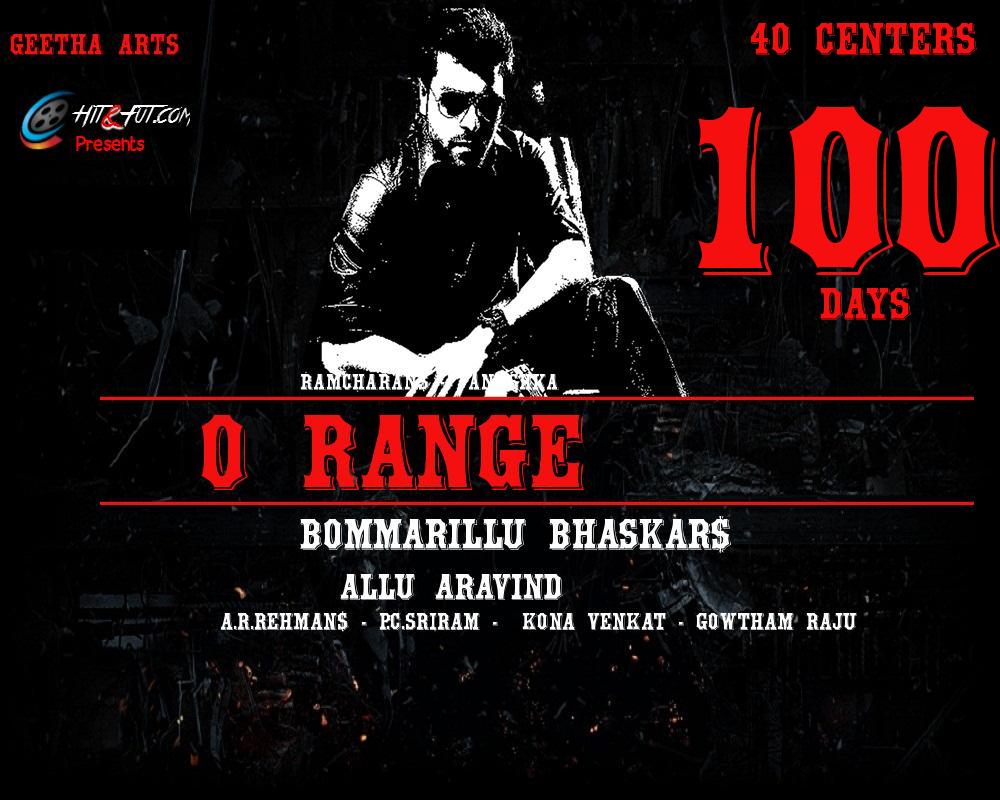 GEETHA ARTS
40 CENTERS
HIT&FUT.COM
Presents
100
DAYS
RAMCHARAN$
O RANGE
BOMMARILLU BHASKAR$
ALLU ARAVIND
A.R.REHMAN$ - PC.SRIRAM - KONA VENKAT - GOWTHAM RAJU